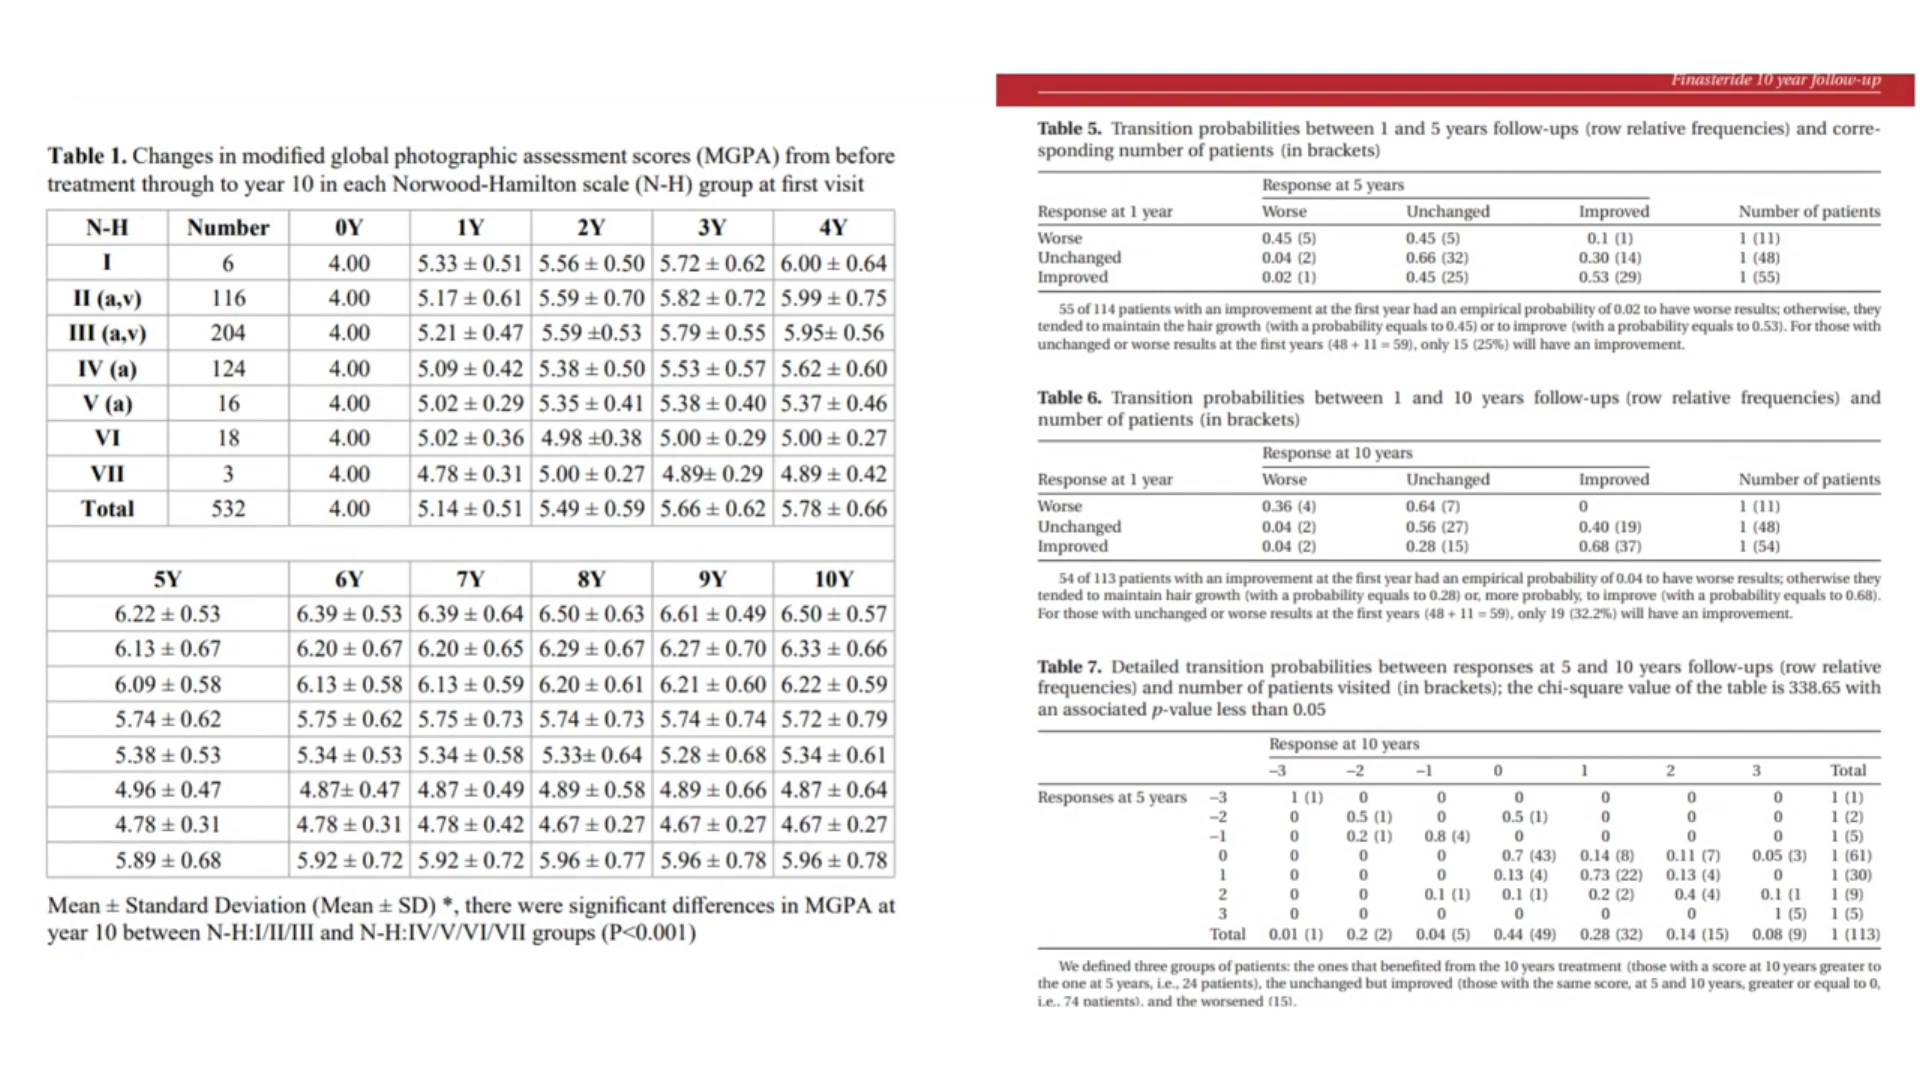 Table 1. Changes in modified global photographic assessment scores (MGPA) from before
treatment through to year 10 in each Norwood-Hamilton scale (N-H) group at first visit
N-H Number 0Y 1Y 2Y 3Y 4Y
I 6 4.00 5.33 ± 0.51 5.56 ± 0.50 5.72 ± 0.62 6.00 ± 0.64
II (a,v) 116 4.00 5.17 ± 0.61 5.59 ± 0.70 5.82 ± 0.72 5.99 ± 0.75
III (a,v) 204 4.00 5.21 ± 0.47 5.59 ±0.53 5.79 ± 0.55 5.95± 0.56
IV (a) 124 4.00 5.09 ± 0.42 5.38 ± 0.50 5.53 ± 0.57 5.62 ± 0.60
V (a) 16 4.00 5.02 ± 0.29 5.35 ± 0.41 5.38 ± 0.40 5.37 ± 0.46
VI 18 4.00 5.02 ± 0.36 4.98 ±0.38 5.00 ± 0.29 5.00 ± 0.27
VII 3 4.00 4.78 ± 0.31 5.00 ± 0.27 4.89± 0.29 4.89 ± 0.42
Total 532 4.00 5.14 ± 0.51 5.49 ± 0.59 5.66 ± 0.62 5.78 ± 0.66
5Y 6Y 7Y 8Y 9Y 10Y
6.22 ± 0.53 6.39 ± 0.53 6.39 ± 0.64 6.50 ± 0.63 6.61 ± 0.49 6.50 ± 0.57
6.13 ± 0.67 6.20 ± 0.67 6.20 ± 0.65 6.29 ± 0.67 6.27 ± 0.70 6.33 ± 0.66
6.09 ± 0.58 6.13 ± 0.58 6.13 ± 0.59 6.20 ± 0.61 6.21 ± 0.60 6.22 ± 0.59
5.74 ± 0.62 5.75 ± 0.62 5.75 ± 0.73 5.74 ± 0.73 5.74 ± 0.74 5.72 ± 0.79
5.38 ± 0.53 5.34 ± 0.53 5.34 ± 0.58 5.33± 0.64 5.28 ± 0.68 5.34 ± 0.61
4.96 ± 0.47 4.87± 0.47 4.87 ± 0.49 4.89 ± 0.58 4.89 ± 0.66 4.87 ± 0.64
4.78 ± 0.31 4.78 ± 0.31 4.78 ± 0.42 4.67 ± 0.27 4.67 ± 0.27 4.67 ± 0.27
5.89 ± 0.68 5.92 ± 0.72 5.92 ± 0.72 5.96 ± 0.77 5.96 ± 0.78 5.96 ± 0.78
Mean ± Standard Deviation (Mean ± SD) *, there were significant differences in MGPA at
year 10 between N-H:I/II/III and N-H:IV/V/VI/VII groups (P<0.001)
Finasteride 10 year follow-up
Table 5. Transition probabilities between 1 and 5 years follow-ups (row relative frequencies) and corre-
sponding number of patients (in brackets)
Response at 5 years
Response at 1 year Worse Unchanged Improved Number of patients
Worse 0.45 (5) 0.45 (5) 0.1 (1) 1 (11)
Unchanged 0.04 (2) 0.66 (32) 0.30 (14) 1 (48)
Improved 0.02 (1) 0.45 (25) 0.53 (29) 1 (55)
55 of 114 patients with an improvement at the first year had an empirical probability of 0.02 to have worse results; otherwise, they
tended to maintain the hair growth (with a probability equals to 0.45) or to improve (with a probability equals to 0.53). For those with
unchanged or worse results at the first years (48 + 11 = 59), only 15 (25%) will have an improvement.
Table 6. Transition probabilities between 1 and 10 years follow-ups (row relative frequencies) and
number of patients (in brackets)
Response at 10 years
Response at 1 year Worse Unchanged Improved Number of patients
Worse 0.36 (4) 0.64 (7) 0 1 (11)
Unchanged 0.04 (2) 0.56 (27) 0.40 (19) 1 (48)
Improved 0.04 (2) 0.28 (15) 0.68 (37) 1 (54)
54 of 113 patients with an improvement at the first year had an empirical probability of 0.04 to have worse results; otherwise they
tended to maintain hair growth (with a probability equals to 0.28) or, more probably, to improve (with a probability equals to 0.68).
For those with unchanged or worse results at the first years (48 + 11 = 59), only 19 (32.2%) will have an improvement.
Table 7. Detailed transition probabilities between responses at 5 and 10 years follow-ups (row relative
frequencies) and number of patients visited (in brackets); the chi-square value of the table is 338.65 with
an associated p-value less than 0.05
Response at 10 years
−3 −2 −1 0 1 2 3 Total
Responses at 5 years −3 1 (1) 0 0 0 0 0 0 1 (1)
−2 0 0.5 (1) 0 0.5 (1) 0 0 0 1 (2)
−1 0 0.2 (1) 0.8 (4) 0 0 0 0 1 (5)
0 0 0 0 0.7 (43) 0.14 (8) 0.11 (7) 0.05 (3) 1 (61)
1 0 0 0 0.13 (4) 0.73 (22) 0.13 (4) 0 1 (30)
2 0 0 0.1 (1) 0.1 (1) 0.2 (2) 0.4 (4) 0.1 (1 1 (9)
3 0 0 0 0 0 0 1 (5) 1 (5)
Total 0.01 (1) 0.2 (2) 0.04 (5) 0.44 (49) 0.28 (32) 0.14 (15) 0.08 (9) 1 (113)
We defined three groups of patients: the ones that benefited from the 10 years treatment (those with a score at 10 years greater to
the one at 5 years, i.e., 24 patients), the unchanged but improved (those with the same score, at 5 and 10 years, greater or equal to 0,
i.e., 74 patients), and the worsened (15).